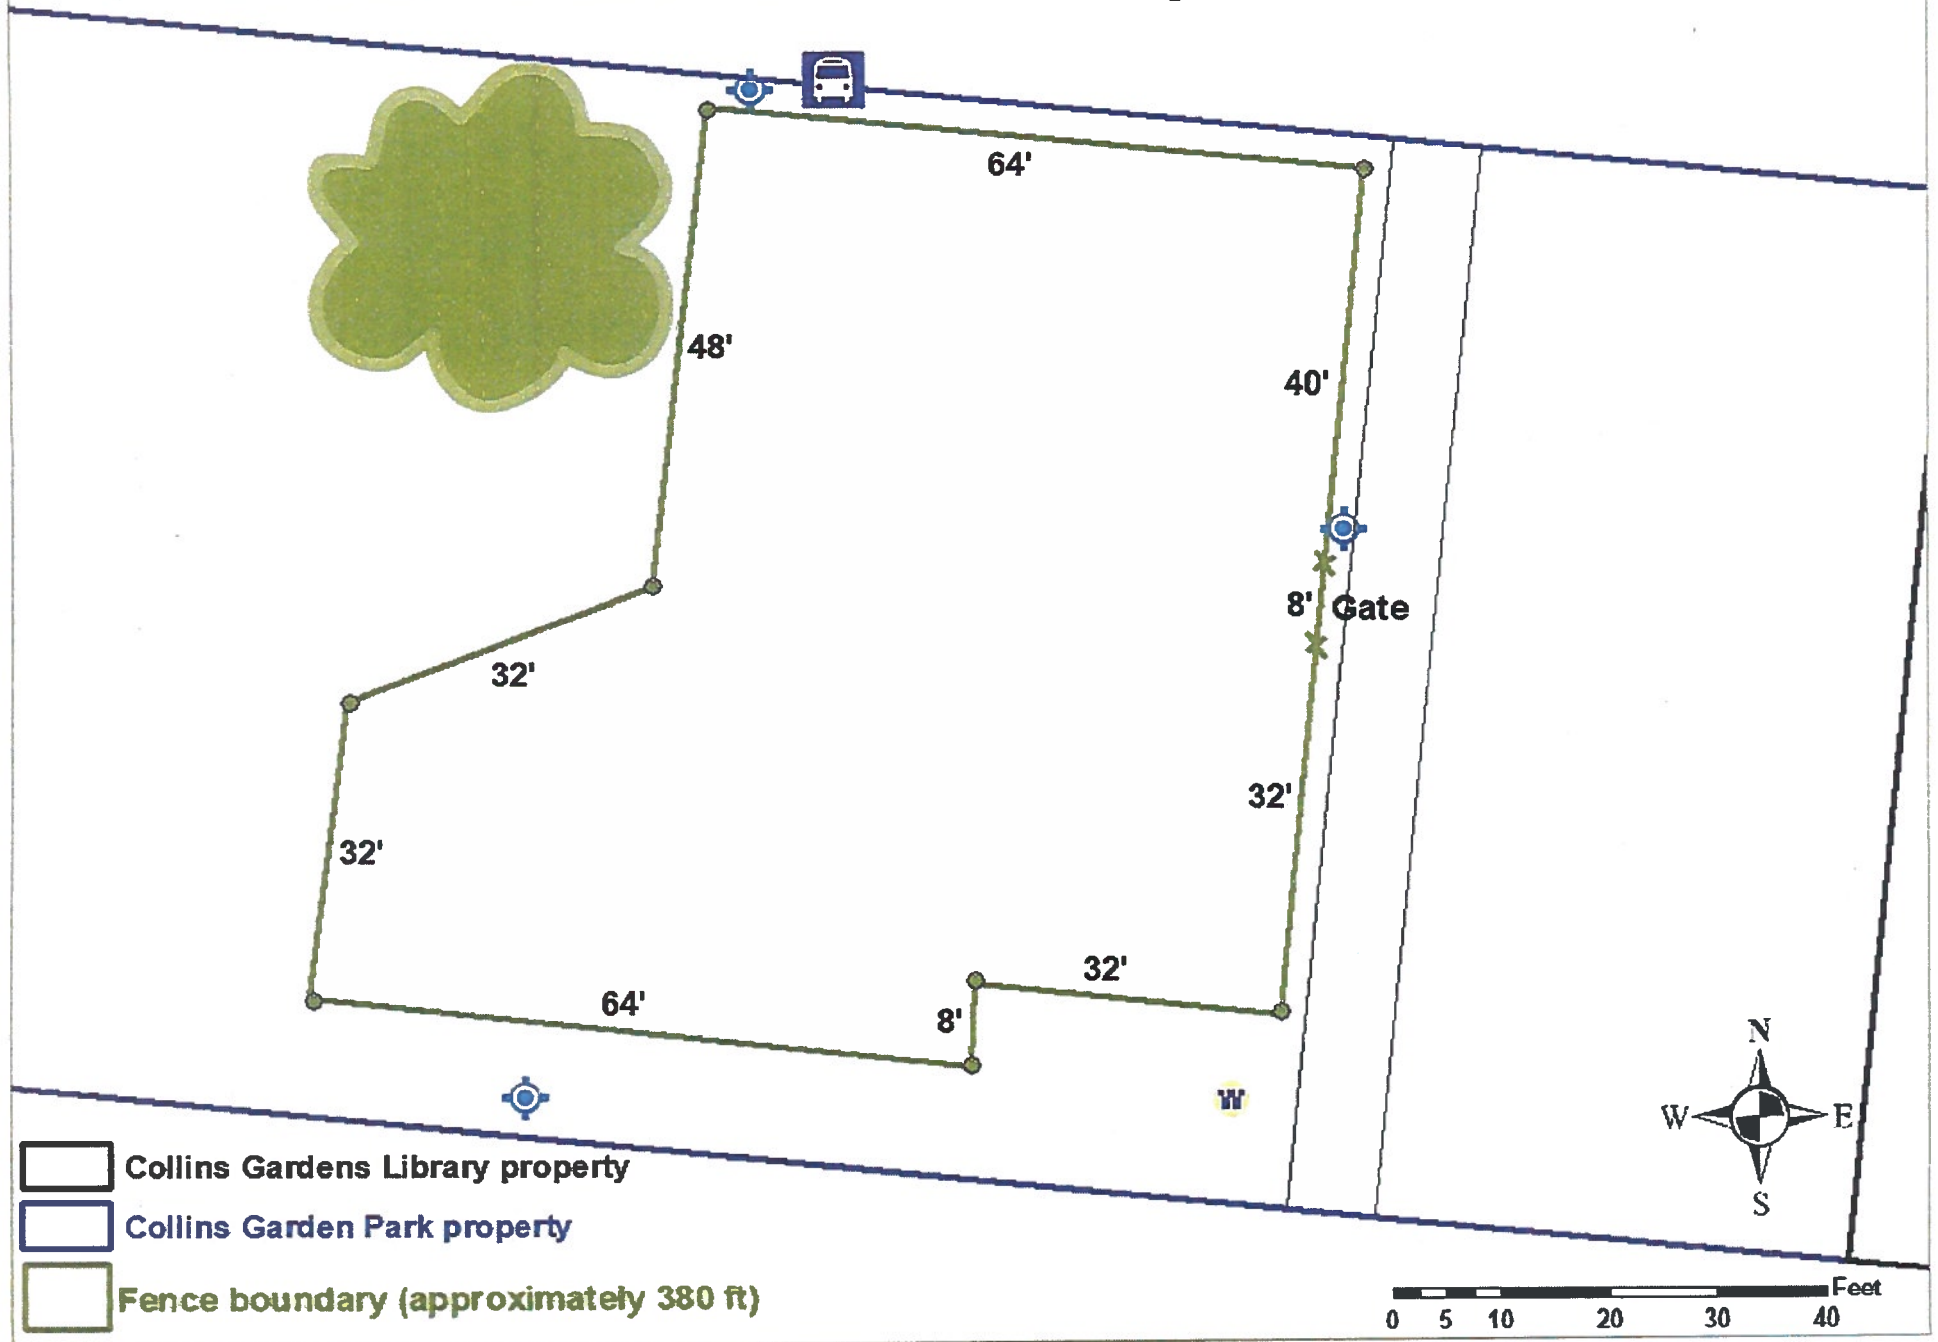 64'
48'
40'
8' Gate
32'
32'
32'
32'
64'
8'
W
N
W E
S
Collins Gardens Library property
Collins Garden Park property
Fence boundary (approximately 380 ft)
Feet
0 5 10 20 30 40